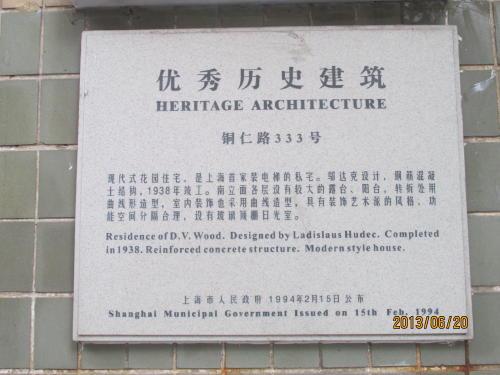 优秀历史建筑
HERITAGE ARCHITECTURE
铜仁路333号
现代式花园住宅，是上海首家装电梯的私宅。邬达克设计，钢筋混凝
土结构，1938年竣工。南立面各层设有较大的露台、阳台，转折处用
曲线形造型，室内装饰也采用曲线造型，具有装饰艺术派的风格，功
能空间分隔合理，设有玻璃顶棚日光室。
Residence of D.V. Wood. Designed by Ladislaus Hudec. Completed
in 1938. Reinforced concrete structure. Modern style house.
上海市人民政府 1994年2月15日公布
Shanghai Municipal Government Issued on 15th Feb. 1994
2013/06/20